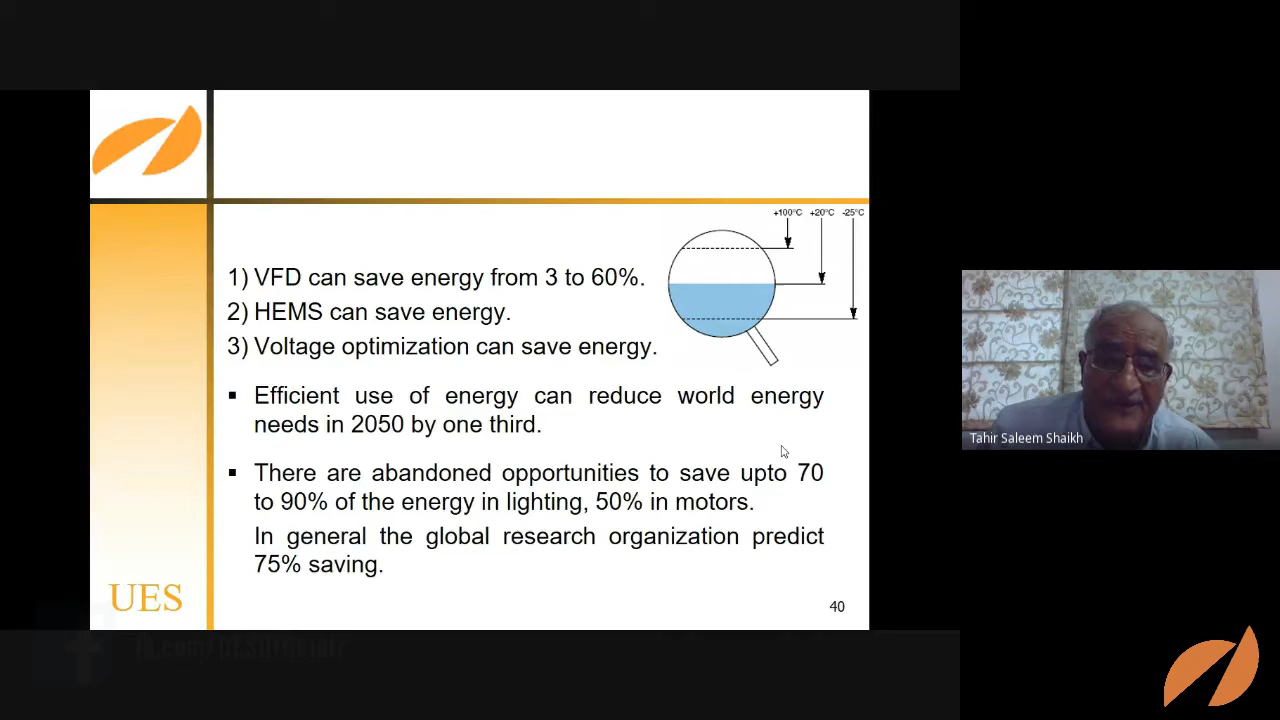 +100°C +20°C -25°C
1) VFD can save energy from 3 to 60%.
2) HEMS can save energy.
3) Voltage optimization can save energy.
▪ Efficient use of energy can reduce world energy
needs in 2050 by one third.
▪ There are abandoned opportunities to save upto 70
to 90% of the energy in lighting, 50% in motors.
In general the global research organization predict
75% saving.
UES
40
Tahir Saleem Shaikh